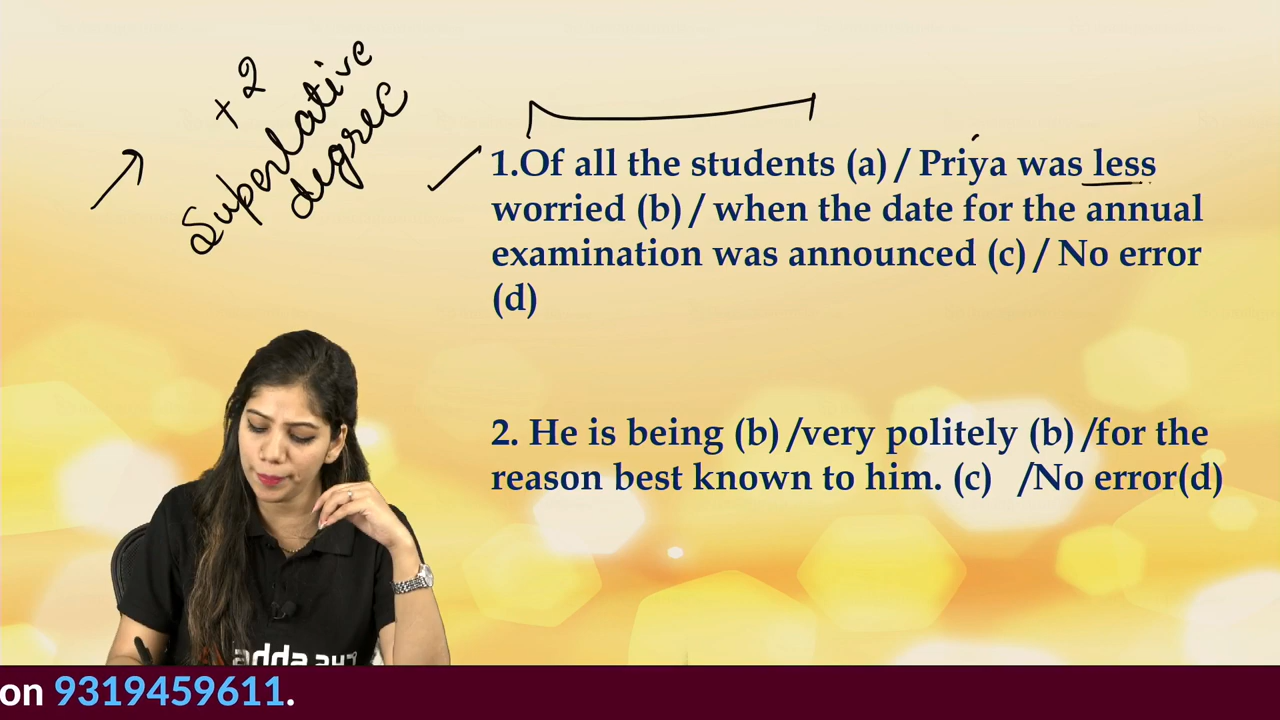 +2
Superlative
degree
1.Of all the students (a) / Priya was less
worried (b) / when the date for the annual
examination was announced (c) / No error
(d)
2. He is being (b) /very politely (b) /for the
reason best known to him. (c) /No error(d)
adda 247
on 9319459611.